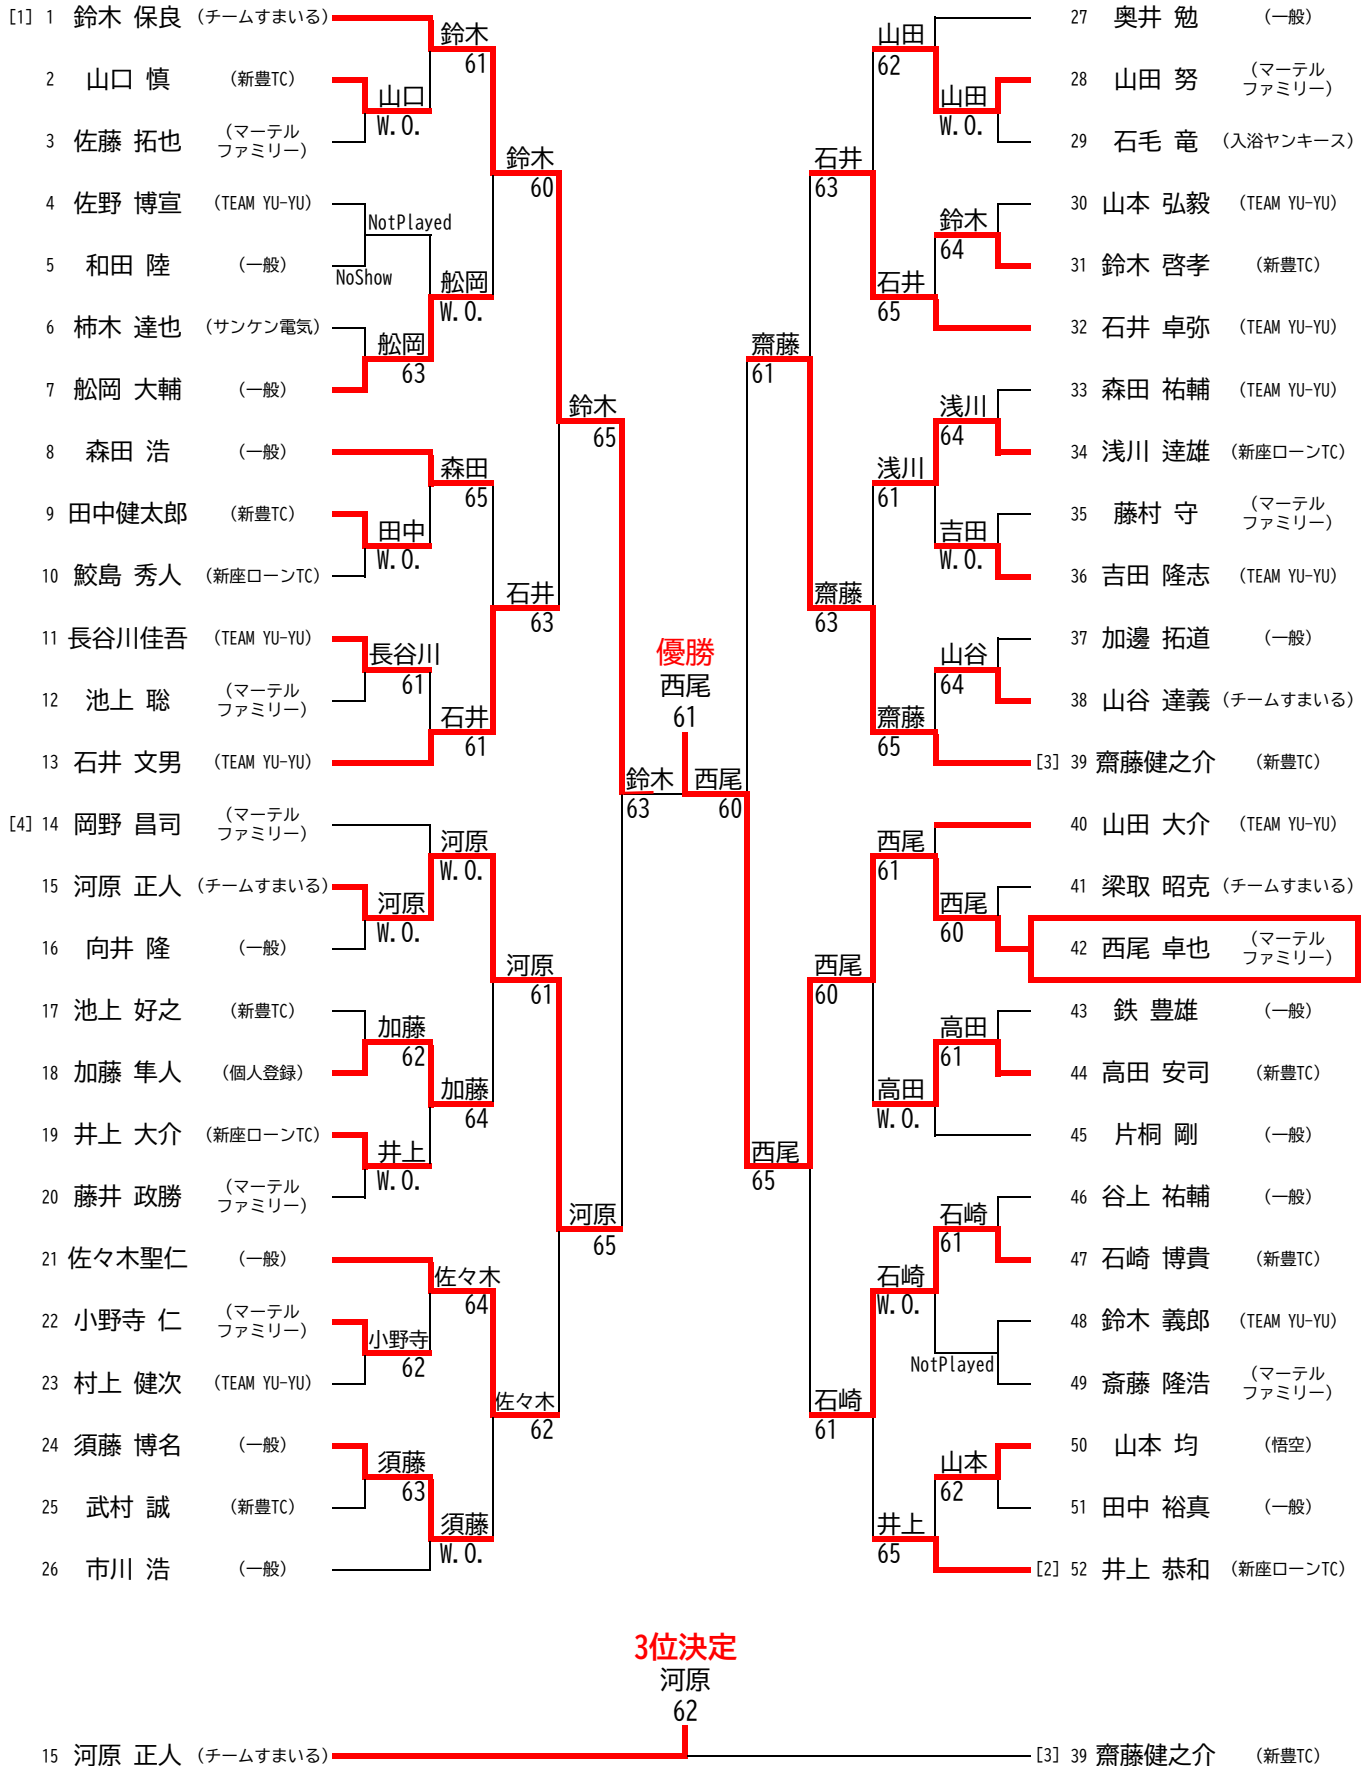 [1] 1 鈴木 保良 (チームすまいる)
2 山口 慎 (新豊TC)
3 佐藤 拓也 (マーテル
ファミリー)
4 佐野 博宣 (TEAM YU-YU)
5 和田 陸 (一般)
6 柿木 達也 (サンケン電気)
7 舩岡 大輔 (一般)
8 森田 浩 (一般)
9 田中健太郎 (新豊TC)
10 鮫島 秀人 (新座ローンTC)
11 長谷川佳吾 (TEAM YU-YU)
12 池上 聡 (マーテル
ファミリー)
13 石井 文男 (TEAM YU-YU)
[4] 14 岡野 昌司 (マーテル
ファミリー)
15 河原 正人 (チームすまいる)
16 向井 隆 (一般)
17 池上 好之 (新豊TC)
18 加藤 隼人 (個人登録)
19 井上 大介 (新座ローンTC)
20 藤井 政勝 (マーテル
ファミリー)
21 佐々木聖仁 (一般)
22 小野寺 仁 (マーテル
ファミリー)
23 村上 健次 (TEAM YU-YU)
24 須藤 博名 (一般)
25 武村 誠 (新豊TC)
26 市川 浩 (一般)
山口
W.O.
NotPlayed
NoShow
舩岡
63
田中
W.O.
長谷川
61
河原
W.O.
加藤
62
井上
W.O.
小野寺
62
須藤
63
鈴木
61
舩岡
W.O.
森田
65
石井
61
河原
W.O.
加藤
64
佐々木
64
須藤
W.O.
鈴木
60
石井
63
河原
61
佐々木
62
鈴木
65
河原
65
鈴木
63
優勝
西尾
61
西尾
60
齋藤
61
西尾
65
石井
63
齋藤
63
西尾
60
石崎
61
山田
62
石井
65
浅川
61
齋藤
65
西尾
61
高田
W.O.
石崎
W.O.
井上
65
山田
W.O.
鈴木
64
浅川
64
吉田
W.O.
山谷
64
西尾
60
高田
61
石崎
61
NotPlayed
山本
62
27 奥井 勉 (一般)
28 山田 努 (マーテル
ファミリー)
29 石毛 竜 (入浴ヤンキース)
30 山本 弘毅 (TEAM YU-YU)
31 鈴木 啓孝 (新豊TC)
32 石井 卓弥 (TEAM YU-YU)
33 森田 祐輔 (TEAM YU-YU)
34 浅川 達雄 (新座ローンTC)
35 藤村 守 (マーテル
ファミリー)
36 吉田 隆志 (TEAM YU-YU)
37 加邊 拓道 (一般)
38 山谷 達義 (チームすまいる)
[3] 39 齋藤健之介 (新豊TC)
40 山田 大介 (TEAM YU-YU)
41 梁取 昭克 (チームすまいる)
42 西尾 卓也 (マーテル
ファミリー)
43 鉄 豊雄 (一般)
44 高田 安司 (新豊TC)
45 片桐 剛 (一般)
46 谷上 祐輔 (一般)
47 石崎 博貴 (新豊TC)
48 鈴木 義郎 (TEAM YU-YU)
49 斎藤 隆浩 (マーテル
ファミリー)
50 山本 均 (悟空)
51 田中 裕真 (一般)
[2] 52 井上 恭和 (新座ローンTC)
3位決定
河原
62
15 河原 正人 (チームすまいる)
[3] 39 齋藤健之介 (新豊TC)